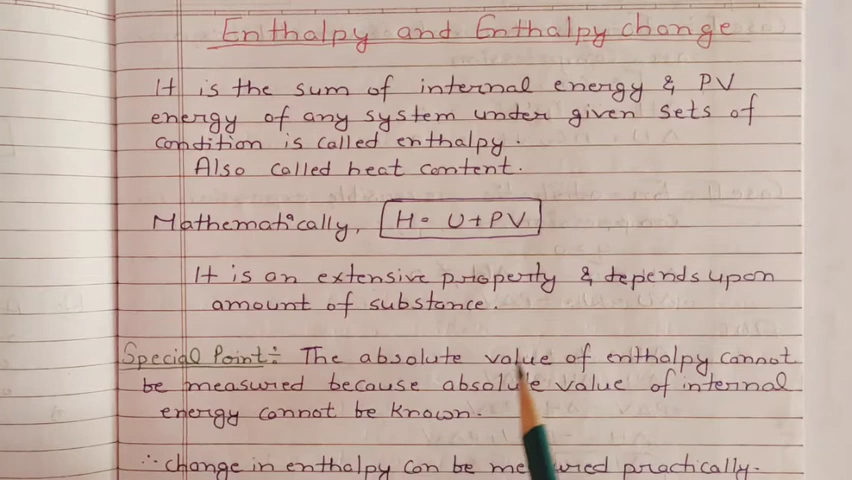 Enthalpy and Enthalpy change
It is the sum of internal energy & PV
energy of any system under given sets of
condition is called enthalpy.
Also called heat content.
Mathematically, H = U + PV
It is an extensive property & depends upon
amount of substance.
Special Point:- The absolute value of enthalpy cannot
be measured because absolute value of internal
energy cannot be known.
∴ change in enthalpy can be measured practically.